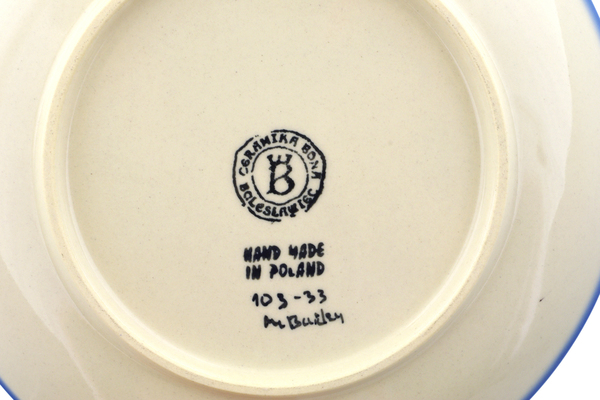 CERAMIKA BONA
BOLESLAWIEC
B
HAND MADE
IN POLAND
103-33